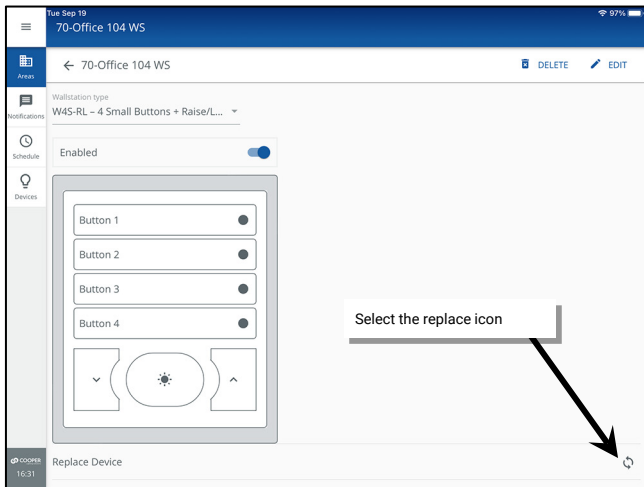 Tue Sep 19
97%
70-Office 104 WS
Areas
70-Office 104 WS
DELETE
EDIT
Notifications
Wallstation type
W4S-RL – 4 Small Buttons + Raise/L...
Schedule
Enabled
Devices
Button 1
Button 2
Button 3
Button 4
Select the replace icon
COOPER
16:31
Replace Device